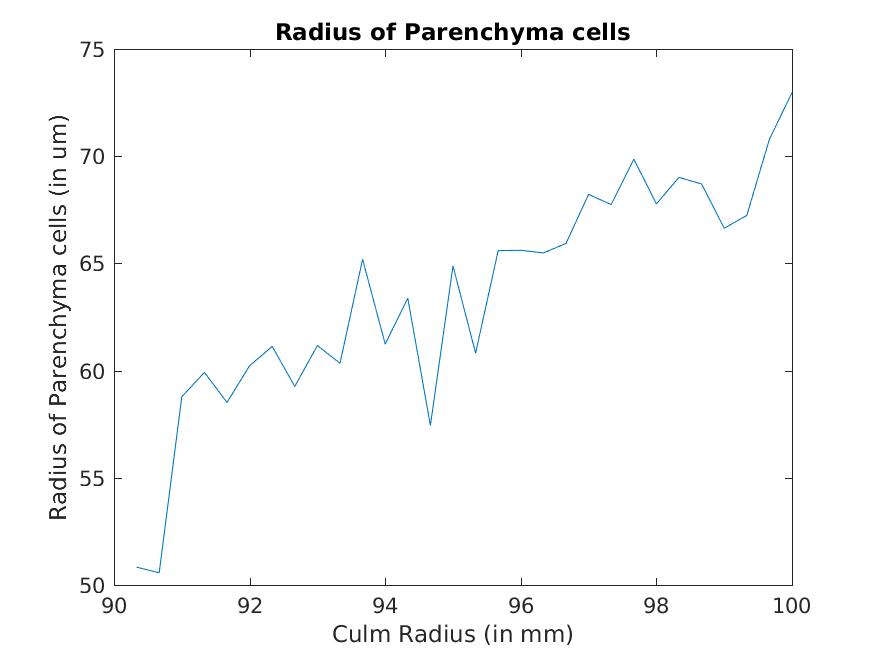 Radius of Parenchyma cells
75
70
65
60
55
50
Radius of Parenchyma cells (in um)
90 92 94 96 98 100
Culm Radius (in mm)